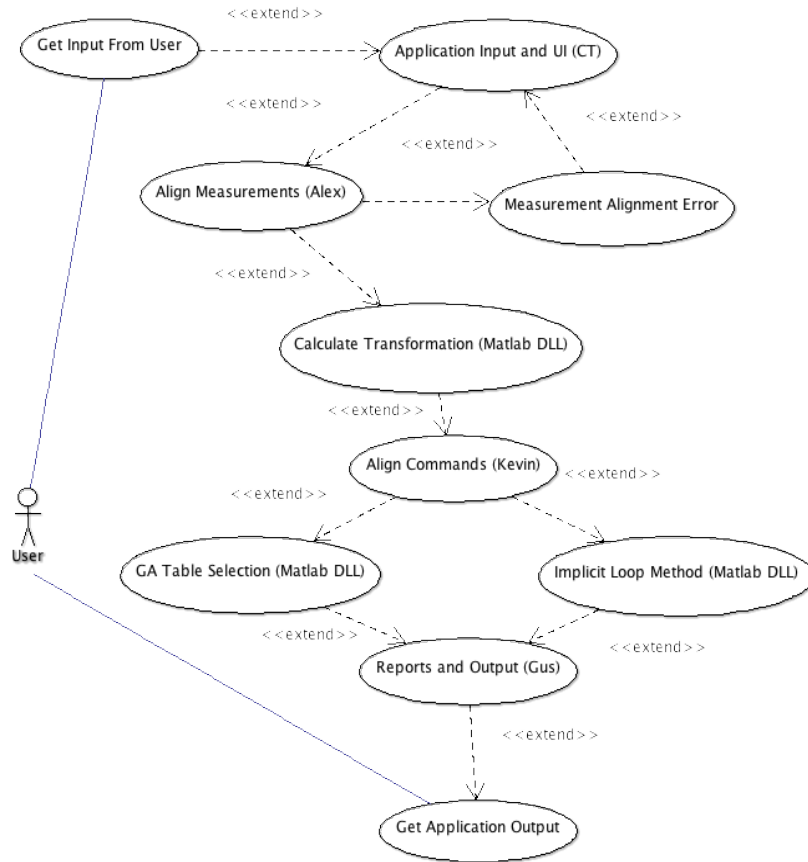 <<extend>>
Get Input From User
Application Input and UI (CT)
<<extend>>
<<extend>>
<<extend>>
Align Measurements (Alex)
Measurement Alignment Error
<<extend>>
Calculate Transformation (Matlab DLL)
<<extend>>
Align Commands (Kevin)
<<extend>>
<<extend>>
User
GA Table Selection (Matlab DLL)
Implicit Loop Method (Matlab DLL)
<<extend>>
<<extend>>
Reports and Output (Gus)
<<extend>>
Get Application Output